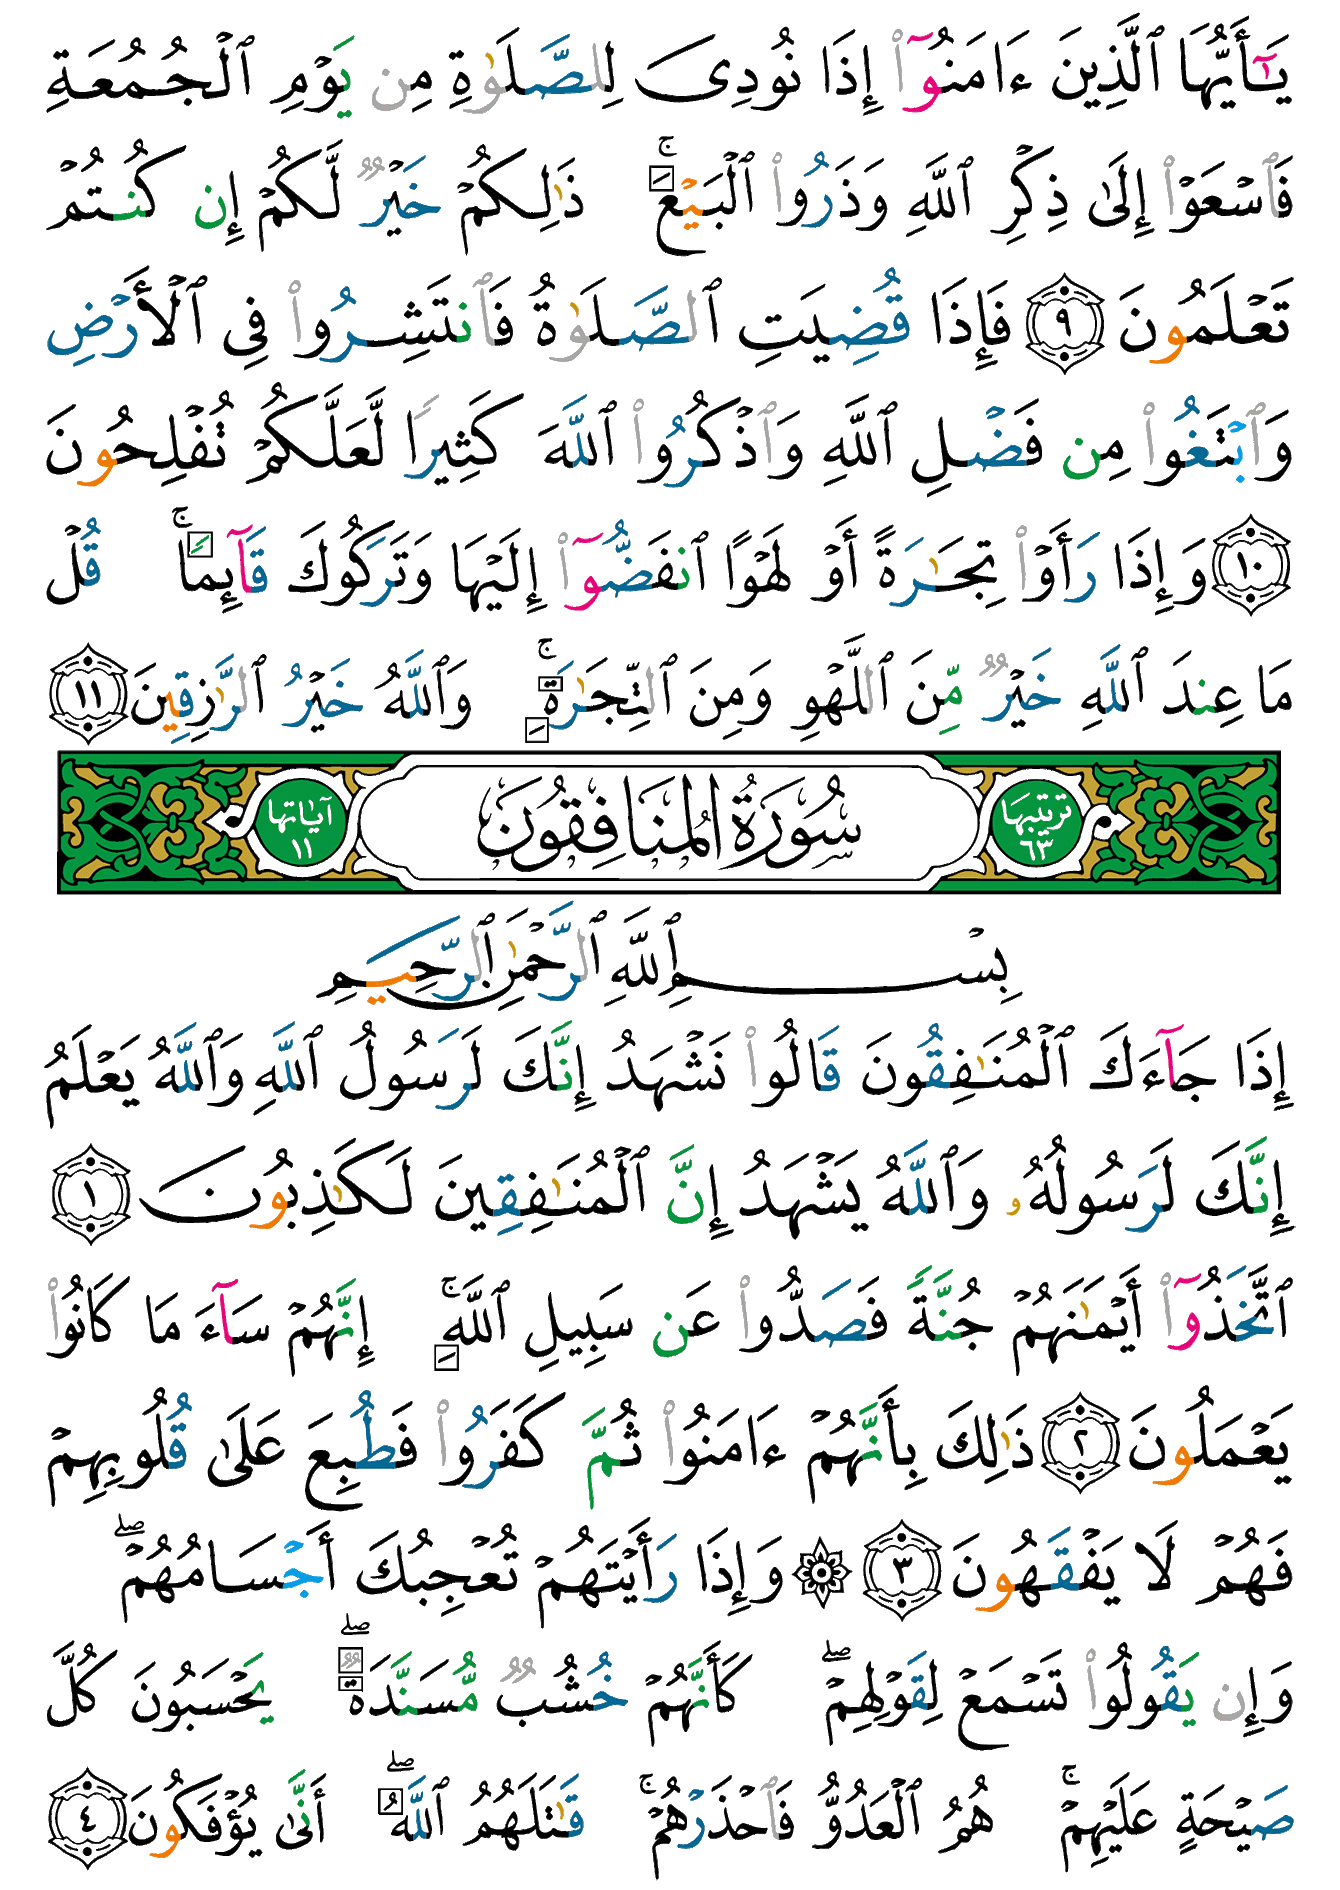 يَـٰٓأَيُّهَا ٱلَّذِينَ ءَامَنُوٓا۟ إِذَا نُودِىَ لِلصَّلَوٰةِ مِن يَوْمِ ٱلْجُمُعَةِ
فَٱسْعَوْا۟ إِلَىٰ ذِكْرِ ٱللَّهِ وَذَرُوا۟ ٱلْبَيْعَ ۚ ذَٰلِكُمْ خَيْرٌ لَّكُمْ إِن كُنتُمْ
تَعْلَمُونَ ٩ فَإِذَا قُضِيَتِ ٱلصَّلَوٰةُ فَٱنتَشِرُوا۟ فِى ٱلْأَرْضِ
وَٱبْتَغُوا۟ مِن فَضْلِ ٱللَّهِ وَٱذْكُرُوا۟ ٱللَّهَ كَثِيرًا لَّعَلَّكُمْ تُفْلِحُونَ
١٠ وَإِذَا رَأَوْا۟ تِجَـٰرَةً أَوْ لَهْوًا ٱنفَضُّوٓا۟ إِلَيْهَا وَتَرَكُوكَ قَآئِمًا ۚ قُلْ
مَا عِندَ ٱللَّهِ خَيْرٌ مِّنَ ٱللَّهْوِ وَمِنَ ٱلتِّجَـٰرَةِ ۚ وَٱللَّهُ خَيْرُ ٱلرَّٰزِقِينَ ١١
تَرتيبُهَا ٦٣ سُورَةُ المُنَافِقُونَ آيَاتُهَا ١١
بِسْمِ ٱللَّهِ ٱلرَّحْمَـٰنِ ٱلرَّحِيمِ
إِذَا جَآءَكَ ٱلْمُنَـٰفِقُونَ قَالُوا۟ نَشْهَدُ إِنَّكَ لَرَسُولُ ٱللَّهِ وَٱللَّهُ يَعْلَمُ
إِنَّكَ لَرَسُولُهُۥ وَٱللَّهُ يَشْهَدُ إِنَّ ٱلْمُنَـٰفِقِينَ لَكَـٰذِبُونَ ١
ٱتَّخَذُوٓا۟ أَيْمَـٰنَهُمْ جُنَّةً فَصَدُّوا۟ عَن سَبِيلِ ٱللَّهِ ۚ إِنَّهُمْ سَآءَ مَا كَانُوا۟
يَعْمَلُونَ ٢ ذَٰلِكَ بِأَنَّهُمْ ءَامَنُوا۟ ثُمَّ كَفَرُوا۟ فَطُبِعَ عَلَىٰ قُلُوبِهِمْ
فَهُمْ لَا يَفْقَهُونَ ٣ ۞ وَإِذَا رَأَيْتَهُمْ تُعْجِبُكَ أَجْسَامُهُمْ ۖ
وَإِن يَقُولُوا۟ تَسْمَعْ لِقَوْلِهِمْ ۖ كَأَنَّهُمْ خُشُبٌ مُّسَنَّدَةٌ ۖ يَحْسَبُونَ كُلَّ
صَيْحَةٍ عَلَيْهِمْ ۚ هُمُ ٱلْعَدُوُّ فَٱحْذَرْهُمْ ۚ قَـٰتَلَهُمُ ٱللَّهُ ۖ أَنَّىٰ يُؤْفَكُونَ ٤